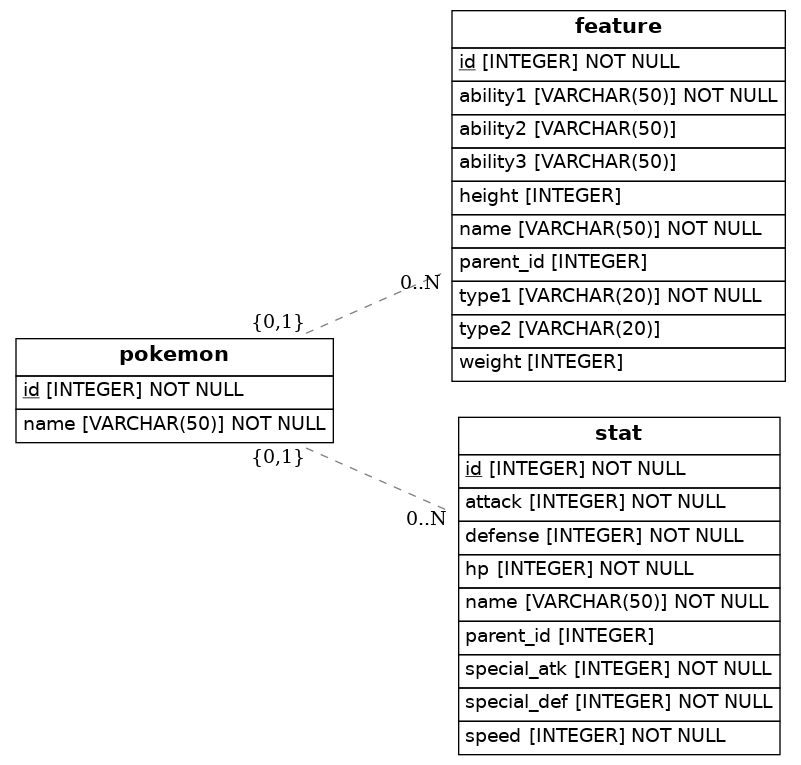 feature
id [INTEGER] NOT NULL
ability1 [VARCHAR(50)] NOT NULL
ability2 [VARCHAR(50)]
ability3 [VARCHAR(50)]
height [INTEGER]
name [VARCHAR(50)] NOT NULL
parent_id [INTEGER]
type1 [VARCHAR(20)] NOT NULL
type2 [VARCHAR(20)]
weight [INTEGER]
0..N
{0,1}
pokemon
id [INTEGER] NOT NULL
name [VARCHAR(50)] NOT NULL
{0,1}
0..N
stat
id [INTEGER] NOT NULL
attack [INTEGER] NOT NULL
defense [INTEGER] NOT NULL
hp [INTEGER] NOT NULL
name [VARCHAR(50)] NOT NULL
parent_id [INTEGER]
special_atk [INTEGER] NOT NULL
special_def [INTEGER] NOT NULL
speed [INTEGER] NOT NULL